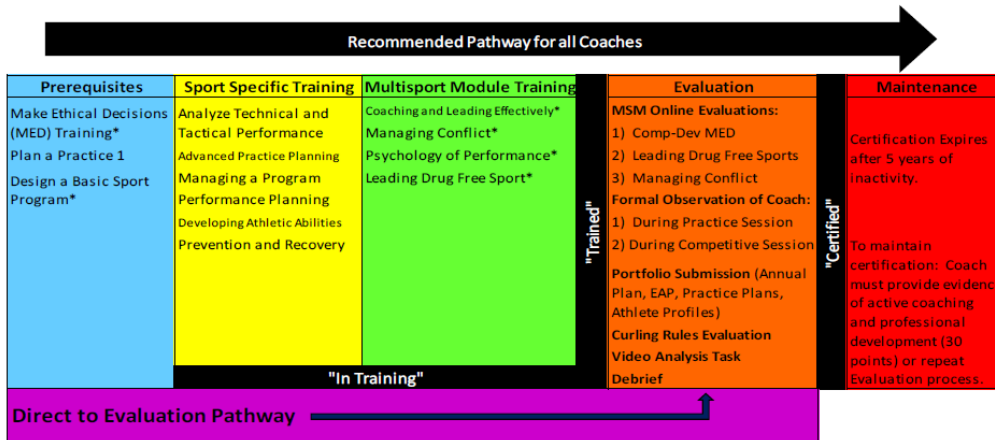 Recommended Pathway for all Coaches
Prerequisites
Make Ethical Decisions
(MED) Training*
Plan a Practice 1
Design a Basic Sport
Program*
Sport Specific Training
Analyze Technical and
Tactical Performance
Advanced Practice Planning
Managing a Program
Performance Planning
Developing Athletic Abilities
Prevention and Recovery
Multisport Module Training
Coaching and Leading Effectively*
Managing Conflict*
Psychology of Performance*
Leading Drug Free Sport*
"In Training"
"Trained"
Evaluation
MSM Online Evaluations:
1) Comp-Dev MED
2) Leading Drug Free Sports
3) Managing Conflict
Formal Observation of Coach:
1) During Practice Session
2) During Competitive Session
Portfolio Submission (Annual
Plan, EAP, Practice Plans,
Athlete Profiles)
Curling Rules Evaluation
Video Analysis Task
Debrief
"Certified"
Maintenance
Certification Expires
after 5 years of
inactivity.
To maintain
certification: Coach
must provide evidenc
of active coaching
and professional
development (30
points) or repeat
Evaluation process.
Direct to Evaluation Pathway